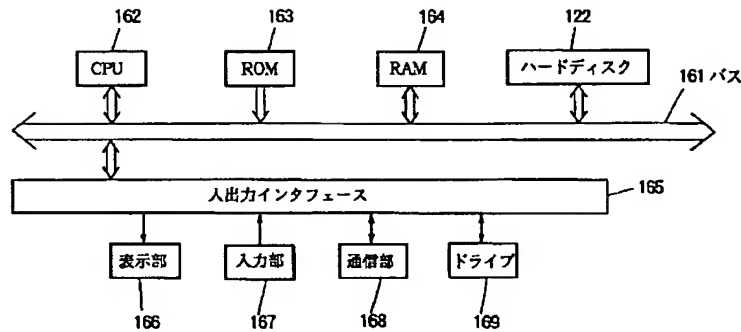 162
163
164
122
CPU
ROM
RAM
ハードディスク
161 バス
入出力インタフェース
165
表示部
入力部
通信部
ドライブ
166
167
168
169